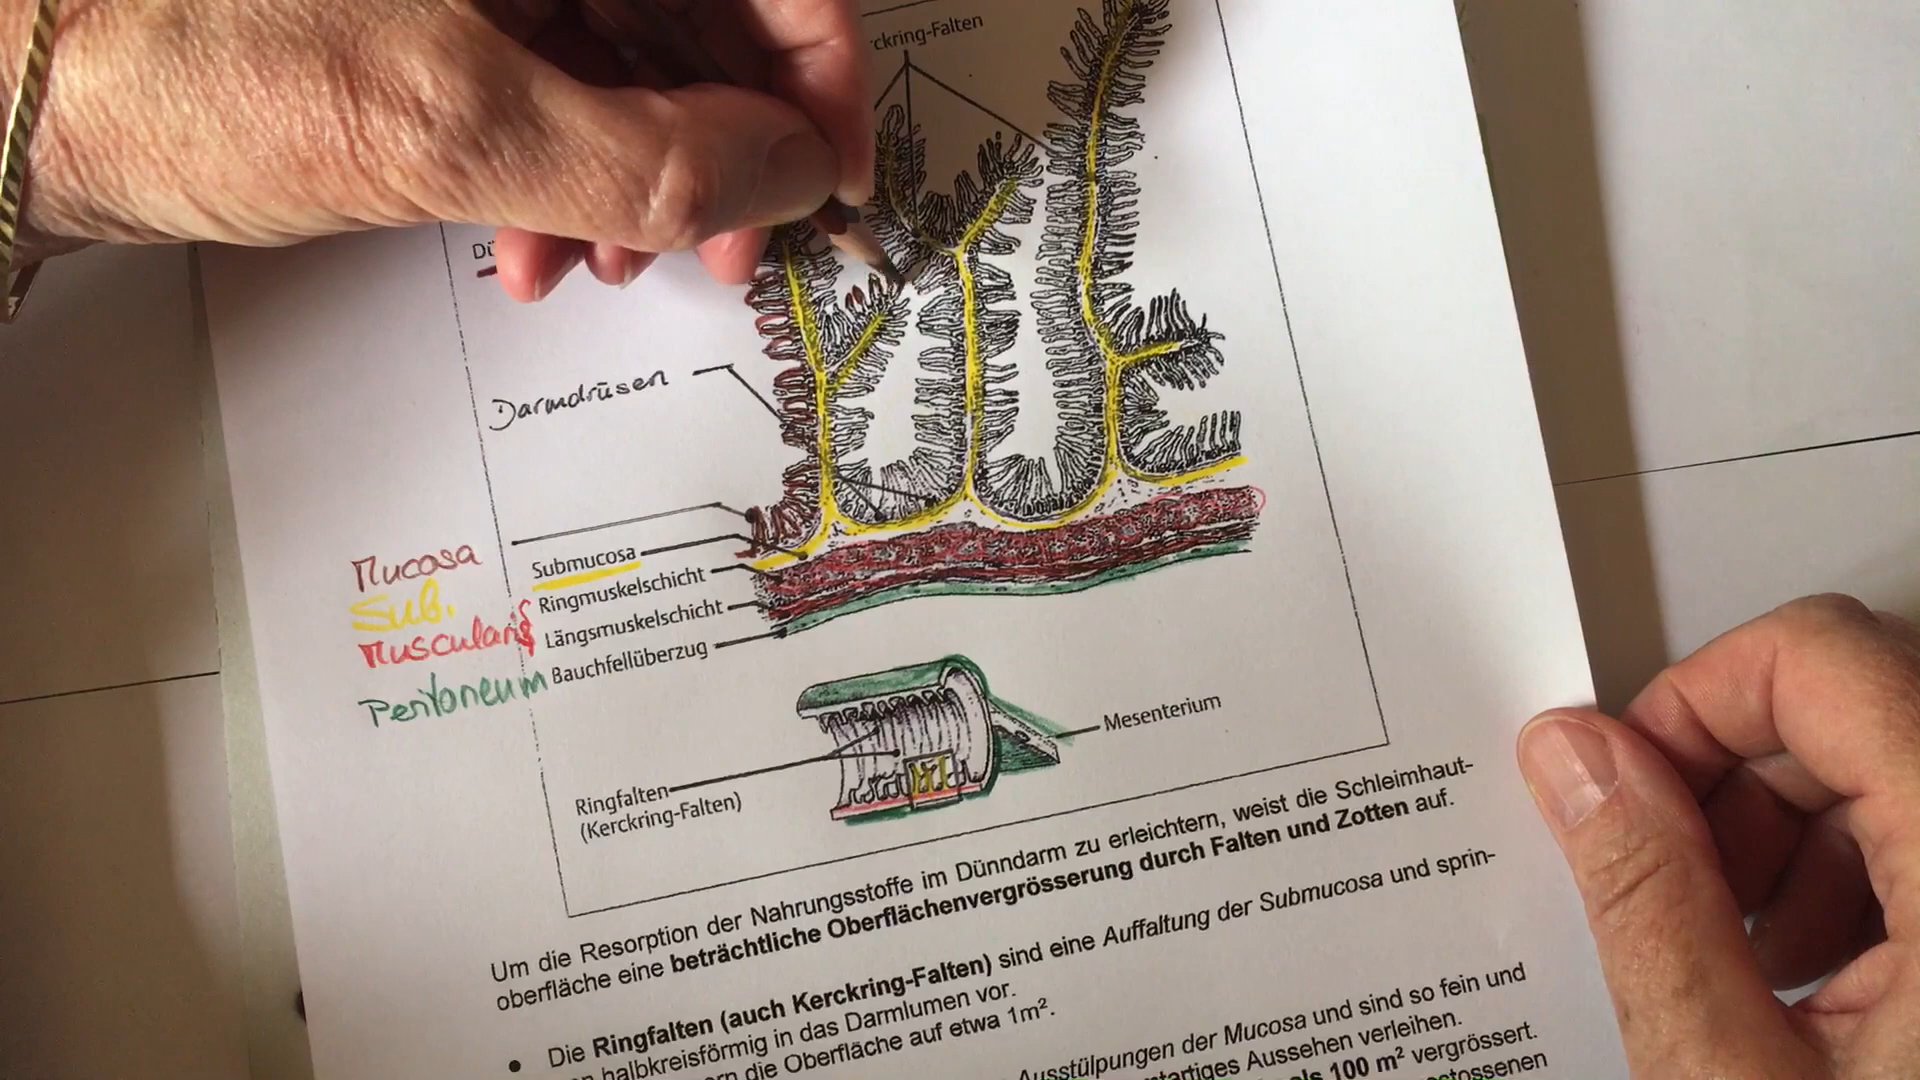 ckring-Falten
Dü
Darmdrüsen
Mucosa
Submucosa
Sub.
Ringmuskelschicht
Muscularis
Längsmuskelschicht
Peritoneum
Bauchfellüberzug
Mesenterium
Ringfalten
(Kerckring-Falten)
Um die Resorption der Nahrungsstoffe im Dünndarm zu erleichtern, weist die Schleimhaut-
oberfläche eine beträchtliche Oberflächenvergrösserung durch Falten und Zotten auf.
• Die Ringfalten (auch Kerckring-Falten) sind eine Auffaltung der Submucosa und sprin-
halbkreisförmig in das Darmlumen vor.
die Oberfläche auf etwa 1m².
Ausstülpungen der Mucosa und sind so fein und
artiges Aussehen verleihen.
als 100 m² vergrössert.